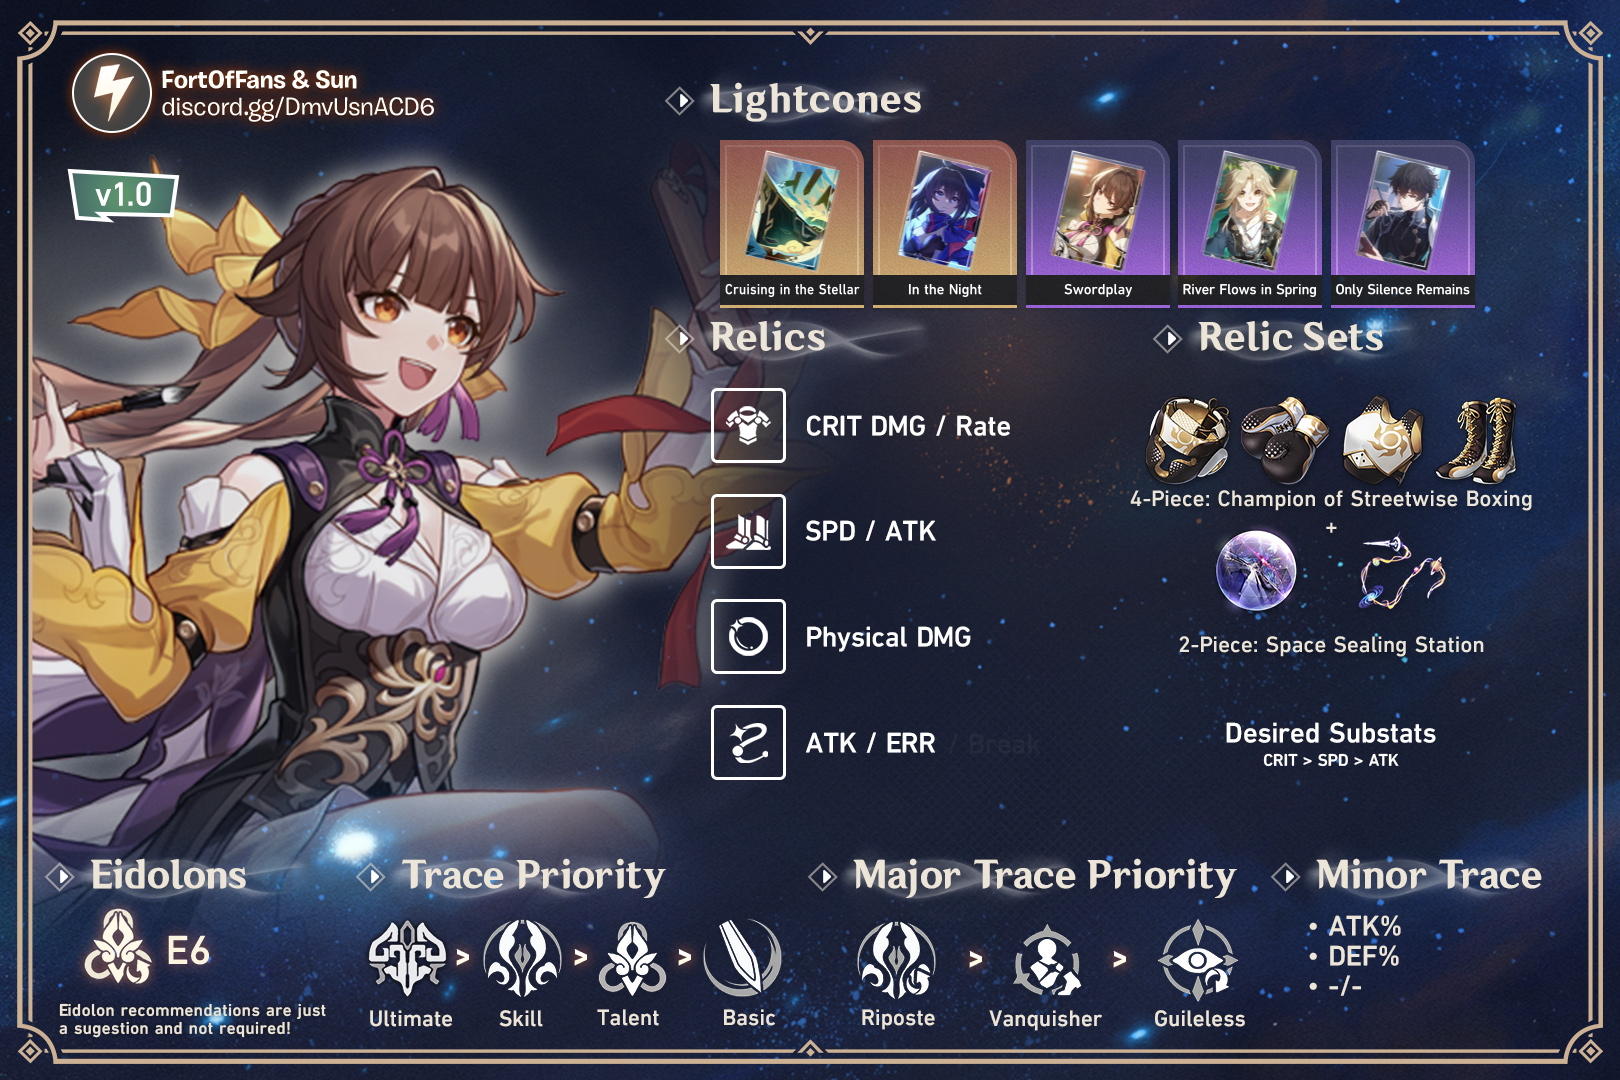 FortOfFans & Sun
discord.gg/DmvUsnACD6
v1.0
Lightcones
Cruising in the Stellar
In the Night
Swordplay
River Flows in Spring
Only Silence Remains
Relics
CRIT DMG / Rate
SPD / ATK
Physical DMG
ATK / ERR / Break
Relic Sets
4-Piece: Champion of Streetwise Boxing
+
2-Piece: Space Sealing Station
Desired Substats
CRIT > SPD > ATK
Eidolons
E6
Eidolon recommendations are just
a sugestion and not required!
Trace Priority
> > >
Ultimate Skill Talent Basic
Major Trace Priority
> >
Riposte Vanquisher Guileless
Minor Trace
• ATK%
• DEF%
• -/-